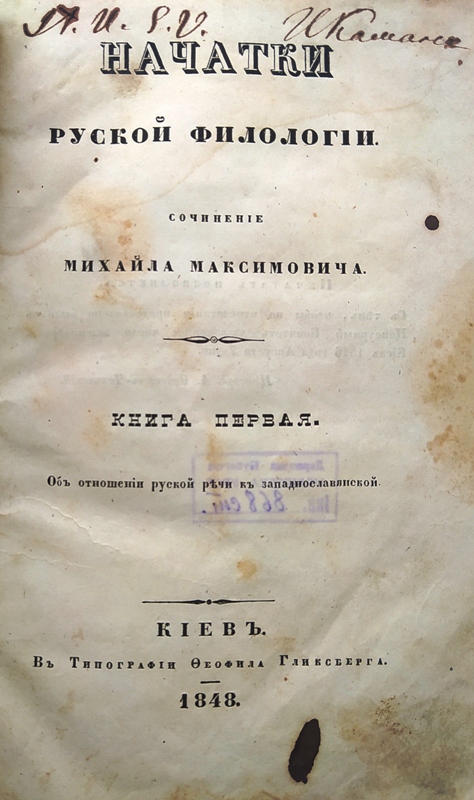 НАЧАТКИ
РУСКОЙ ФИЛОЛОГІИ.
СОЧИНЕНІЕ
МИХАЙЛА МАКСИМОВИЧА.
КНИГА ПЕРВАЯ.
Объ отношеніи руской рѣчи къ западнославянской.
КІЕВЪ.
Въ Типографіи Ѳеофила Гликсберга.
1848.